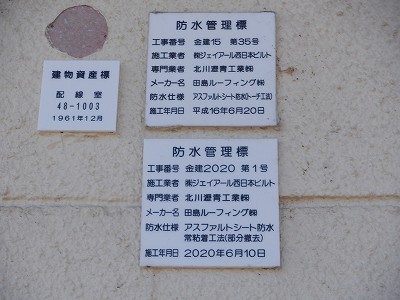 建物資産標
配線室
48-1003
1961年12月
防水管理標
工事番号 金建15 第35号
施工業者 ㈱ジェイアール西日本ビルト
専門業者 北川瀝青工業㈱
メーカー名 田島ルーフィング㈱
防水仕様 アスファルトシート防水(トーチ工法)
施工年月日 平成16年6月20日
防水管理標
工事番号 金建2020 第1号
施工業者 ㈱ジェイアール西日本ビルト
専門業者 北川瀝青工業㈱
メーカー名 田島ルーフィング㈱
防水仕様 アスファルトシート防水
常粘着工法(部分撤去)
施工年月日 2020年6月10日